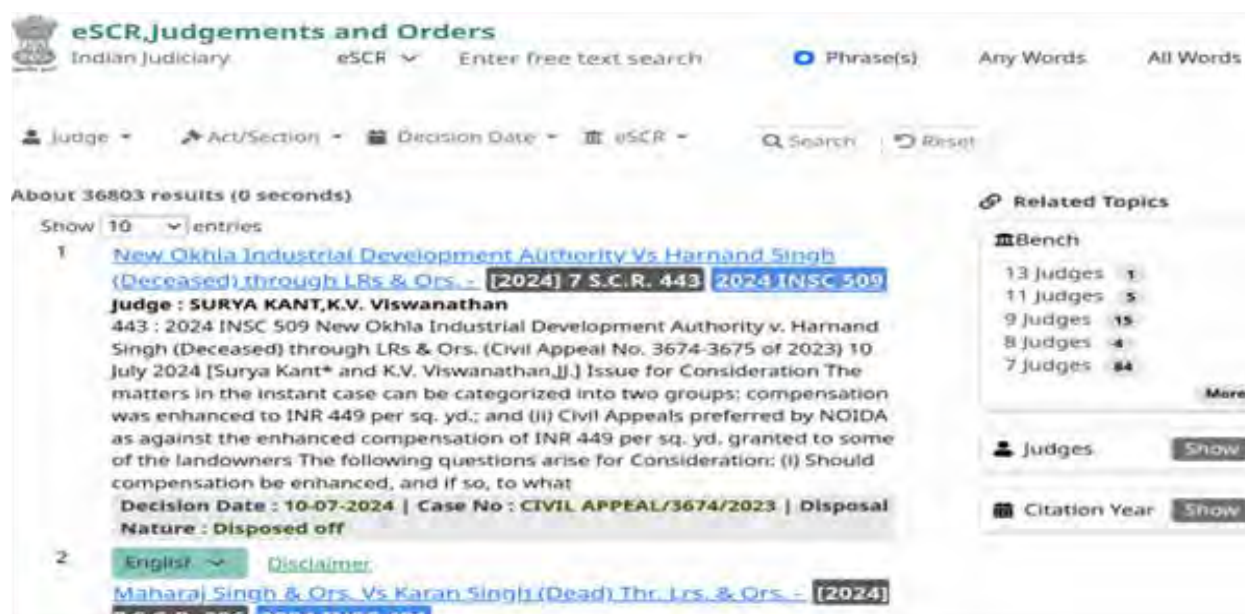 eSCR,Judgements and Orders
Indian Judiciary eSCR Enter free text search Phrase(s) Any Words All Words
Judge Act/Section Decision Date eSCR Search Reset
About 36803 results (0 seconds)
Show 10 entries
1 New Okhla Industrial Development Authority Vs Harnand Singh
(Deceased) through LRs & Ors. - [2024] 7 S.C.R. 443 2024 INSC 509
Judge : SURYA KANT,K.V. Viswanathan
443 : 2024 INSC 509 New Okhla Industrial Development Authority v. Harnand
Singh (Deceased) through LRs & Ors. (Civil Appeal No. 3674-3675 of 2023) 10
July 2024 [Surya Kant* and K.V. Viswanathan,JJ.] Issue for Consideration The
matters in the instant case can be categorized into two groups: compensation
was enhanced to INR 449 per sq. yd.; and (ii) Civil Appeals preferred by NOIDA
as against the enhanced compensation of INR 449 per sq. yd. granted to some
of the landowners The following questions arise for Consideration: (i) Should
compensation be enhanced, and if so, to what
Decision Date : 10-07-2024 | Case No : CIVIL APPEAL/3674/2023 | Disposal
Nature : Disposed off
2 English Disclaimer
Maharaj Singh & Ors. Vs Karan Singh (Dead) Thr. Lrs. & Ors. - [2024]
Related Topics
Bench
13 Judges 1
11 Judges 5
9 Judges 15
8 Judges 4
7 Judges 84
More
Judges Show
Citation Year Show